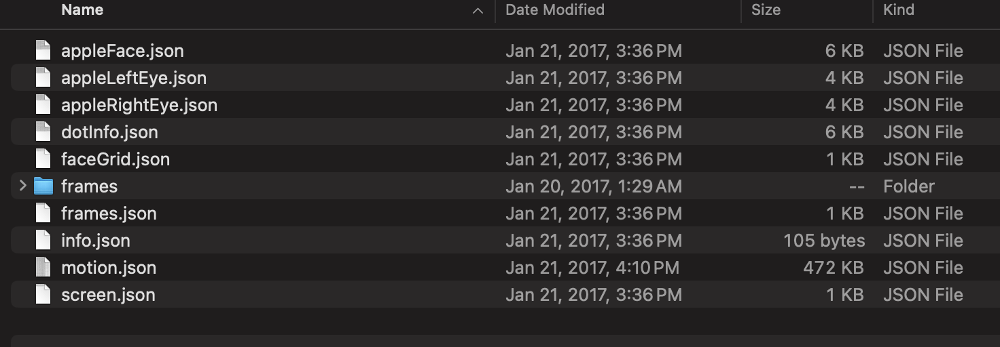 Name Date Modified Size Kind
appleFace.json Jan 21, 2017, 3:36 PM 6 KB JSON File
appleLeftEye.json Jan 21, 2017, 3:36 PM 4 KB JSON File
appleRightEye.json Jan 21, 2017, 3:36 PM 4 KB JSON File
dotInfo.json Jan 21, 2017, 3:36 PM 6 KB JSON File
faceGrid.json Jan 21, 2017, 3:36 PM 1 KB JSON File
frames Jan 20, 2017, 1:29 AM -- Folder
frames.json Jan 21, 2017, 3:36 PM 1 KB JSON File
info.json Jan 21, 2017, 3:36 PM 105 bytes JSON File
motion.json Jan 21, 2017, 4:10 PM 472 KB JSON File
screen.json Jan 21, 2017, 3:36 PM 1 KB JSON File